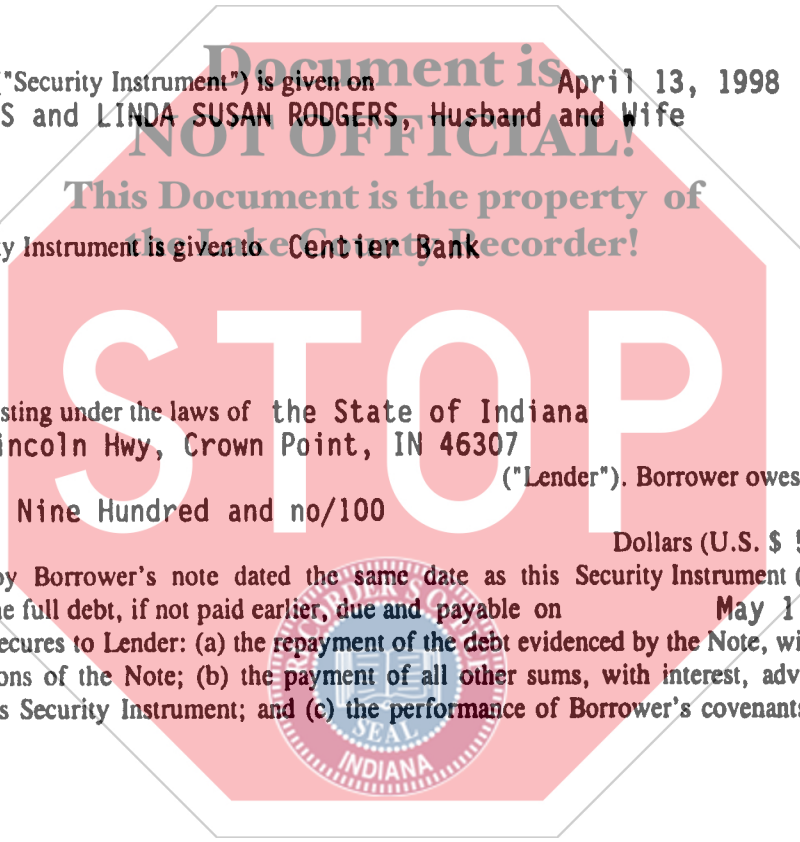 Document is
("Security Instrument") is given on April 13, 1998
S and LINDA SUSAN RODGERS, Husband and Wife
NOT OFFICIAL!
This Document is the property of
the Lake County Recorder!
y Instrument is given to Centier Bank
STOP
sting under the laws of the State of Indiana
incoln Hwy, Crown Point, IN 46307
("Lender"). Borrower owes
Nine Hundred and no/100
Dollars (U.S. $
by Borrower's note dated the same date as this Security Instrument (
e full debt, if not paid earlier, due and payable on May 1
ecures to Lender: (a) the repayment of the debt evidenced by the Note, wi
ons of the Note; (b) the payment of all other sums, with interest, adv
s Security Instrument; and (c) the performance of Borrower's covenants
RECORDER'S OFFICE
SEAL
INDIANA